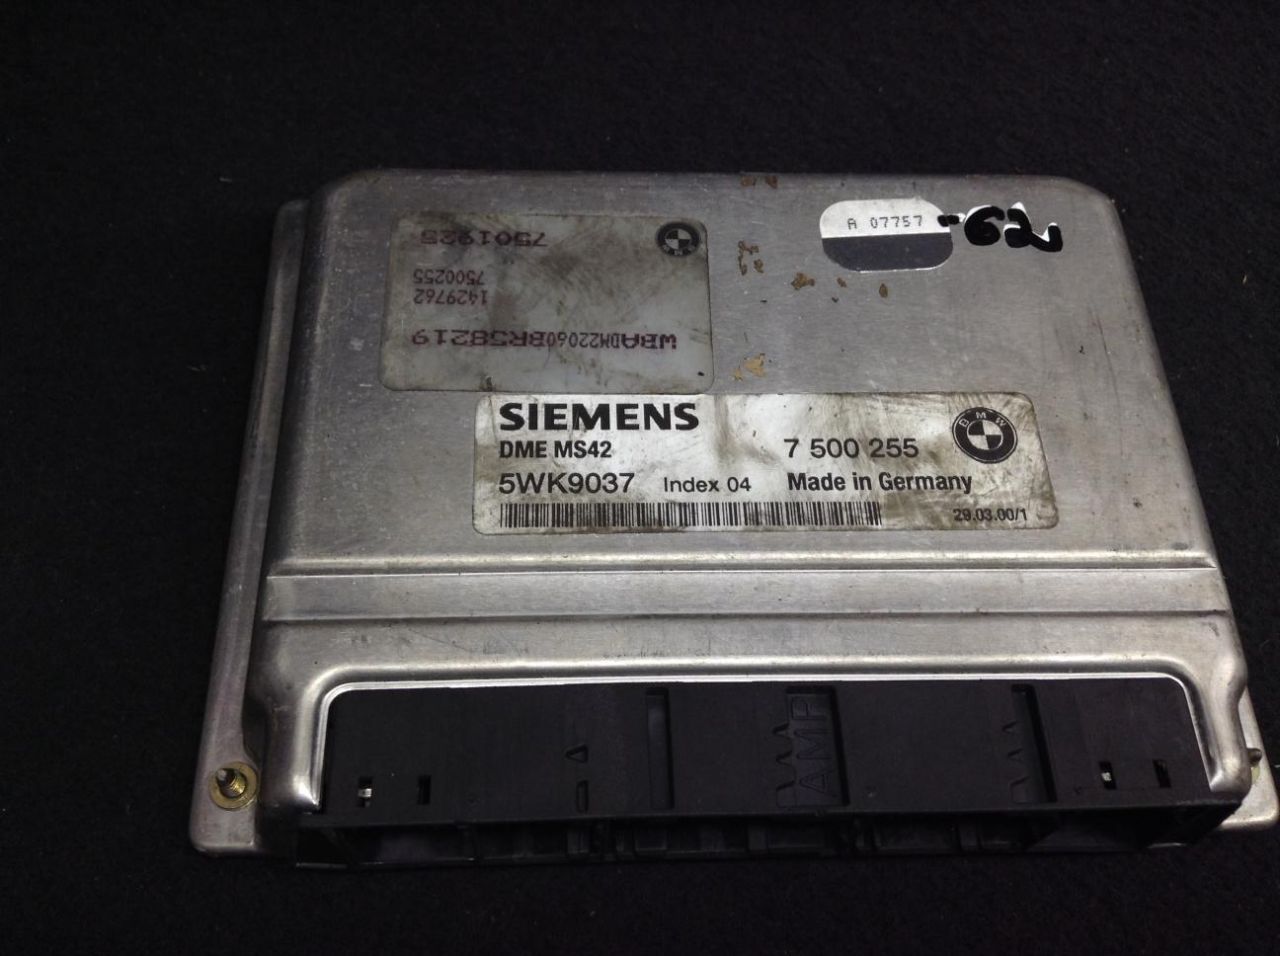 7501925
7500255
1429762
WBADM22060BR58219
A 07757 -62
SIEMENS
DME MS42 7 500 255
BMW
5WK9037 Index 04 Made in Germany
29.03.00/1
AMP